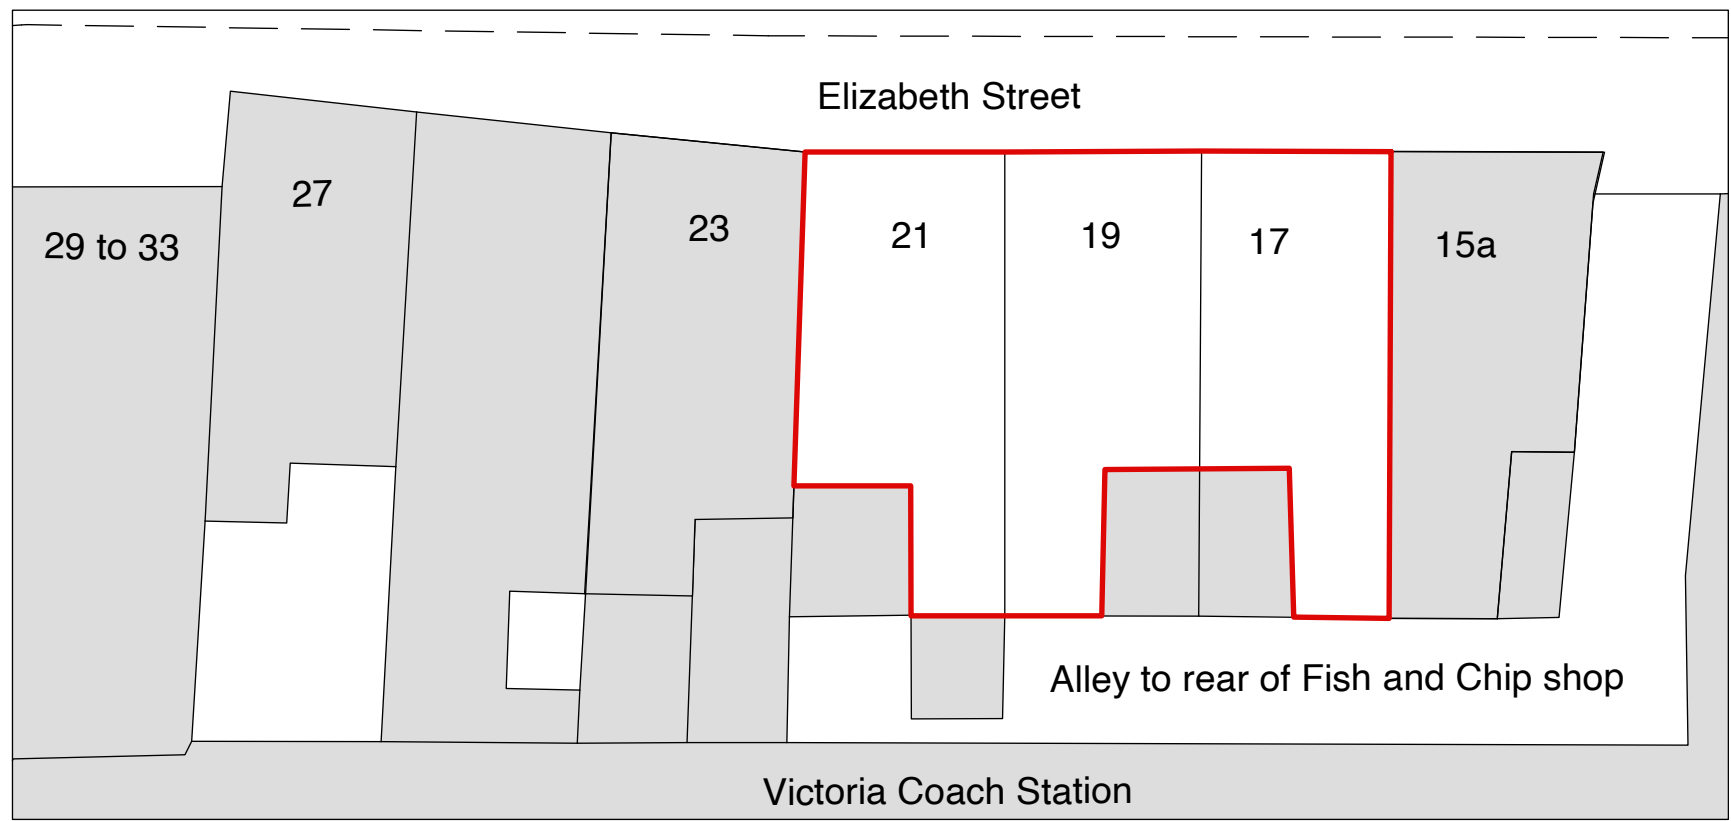 Elizabeth Street
27
29 to 33
23
21
19
17
15a
Alley to rear of Fish and Chip shop
Victoria Coach Station